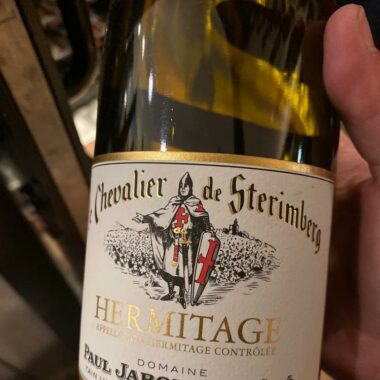 Chevalier de Sterimberg
HERMITAGE
APPELLATION HERMITAGE CONTRÔLÉE
DOMAINE
PAUL